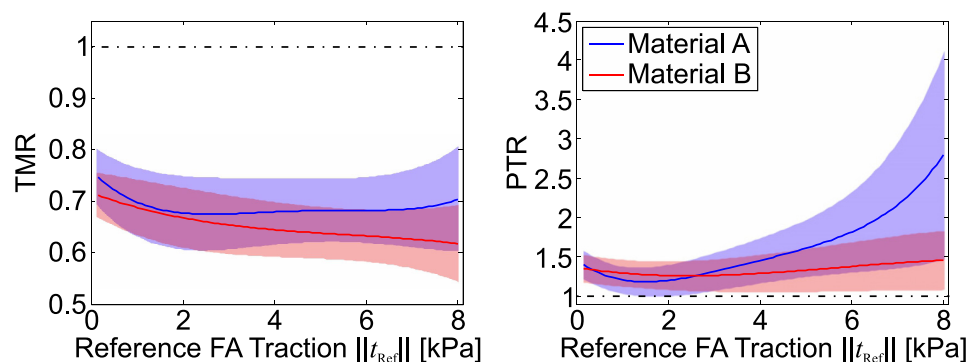 1
0.9
0.8
0.7
0.6
0.5
TMR
0 2 4 6 8
Reference FA Traction ||t_Ref|| [kPa]
4.5
4
3.5
3
2.5
2
1.5
1
PTR
Material A
Material B
0 2 4 6 8
Reference FA Traction ||t_Ref|| [kPa]